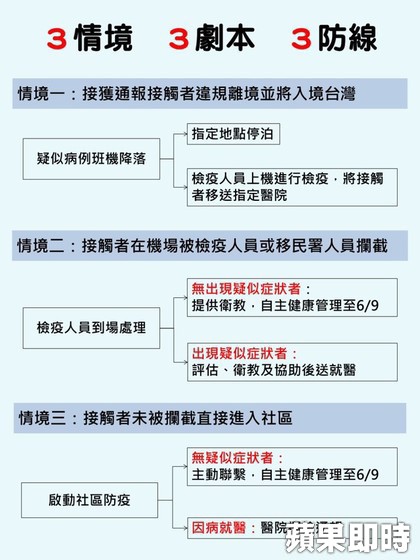 3情境 3劇本 3防線
情境一：接獲通報接觸者違規離境並將入境台灣
疑似病例班機降落
指定地點停泊
檢疫人員上機進行檢疫，將接觸
者移送指定醫院
情境二：接觸者在機場被檢疫人員或移民署人員攔截
檢疫人員到場處理
無出現疑似症狀者：
提供衛教，自主健康管理至6/9
出現疑似症狀者：
評估、衛教及協助後送就醫
情境三：接觸者未被攔截直接進入社區
啟動社區防疫
無疑似症狀者：
主動聯繫，自主健康管理至6/9
因病就醫：醫院
蘋果即時